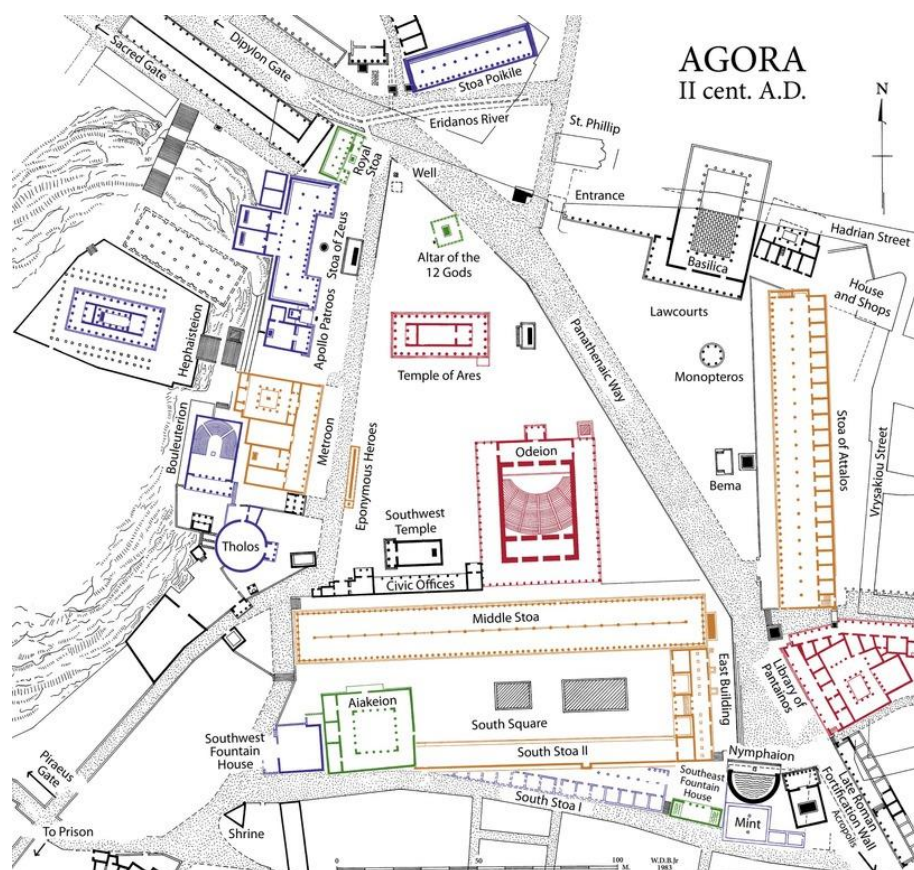 AGORA
II cent. A.D.
N
Sacred Gate
Dipylon Gate
Stoa Poikile
Eridanos River
St. Phillip
Royal
Stoa
Well
Entrance
Hadrian Street
Altar of the
12 Gods
Stoa of Zeus
Basilica
House
and Shops
Lawcourts
Hephaisteion
Apollo Patroos
Temple of Ares
Panathenaic Way
Monopteros
Bouleuterion
Metroon
Eponymous Heroes
Odeion
Bema
Stoa of Attalos
Vrysakiou Street
Southwest
Temple
Tholos
Civic Offices
Middle Stoa
Library of
Pantainos
East Building
Aiakeion
South Square
Southwest
Fountain
House
South Stoa II
Nymphaion
Piraeus
Gate
South Stoa I
Southeast
Fountain
House
Mint
Late Roman
Fortification Wall
Acropolis
To Prison
Shrine
0 50 100
W.D.B.Jr
1983